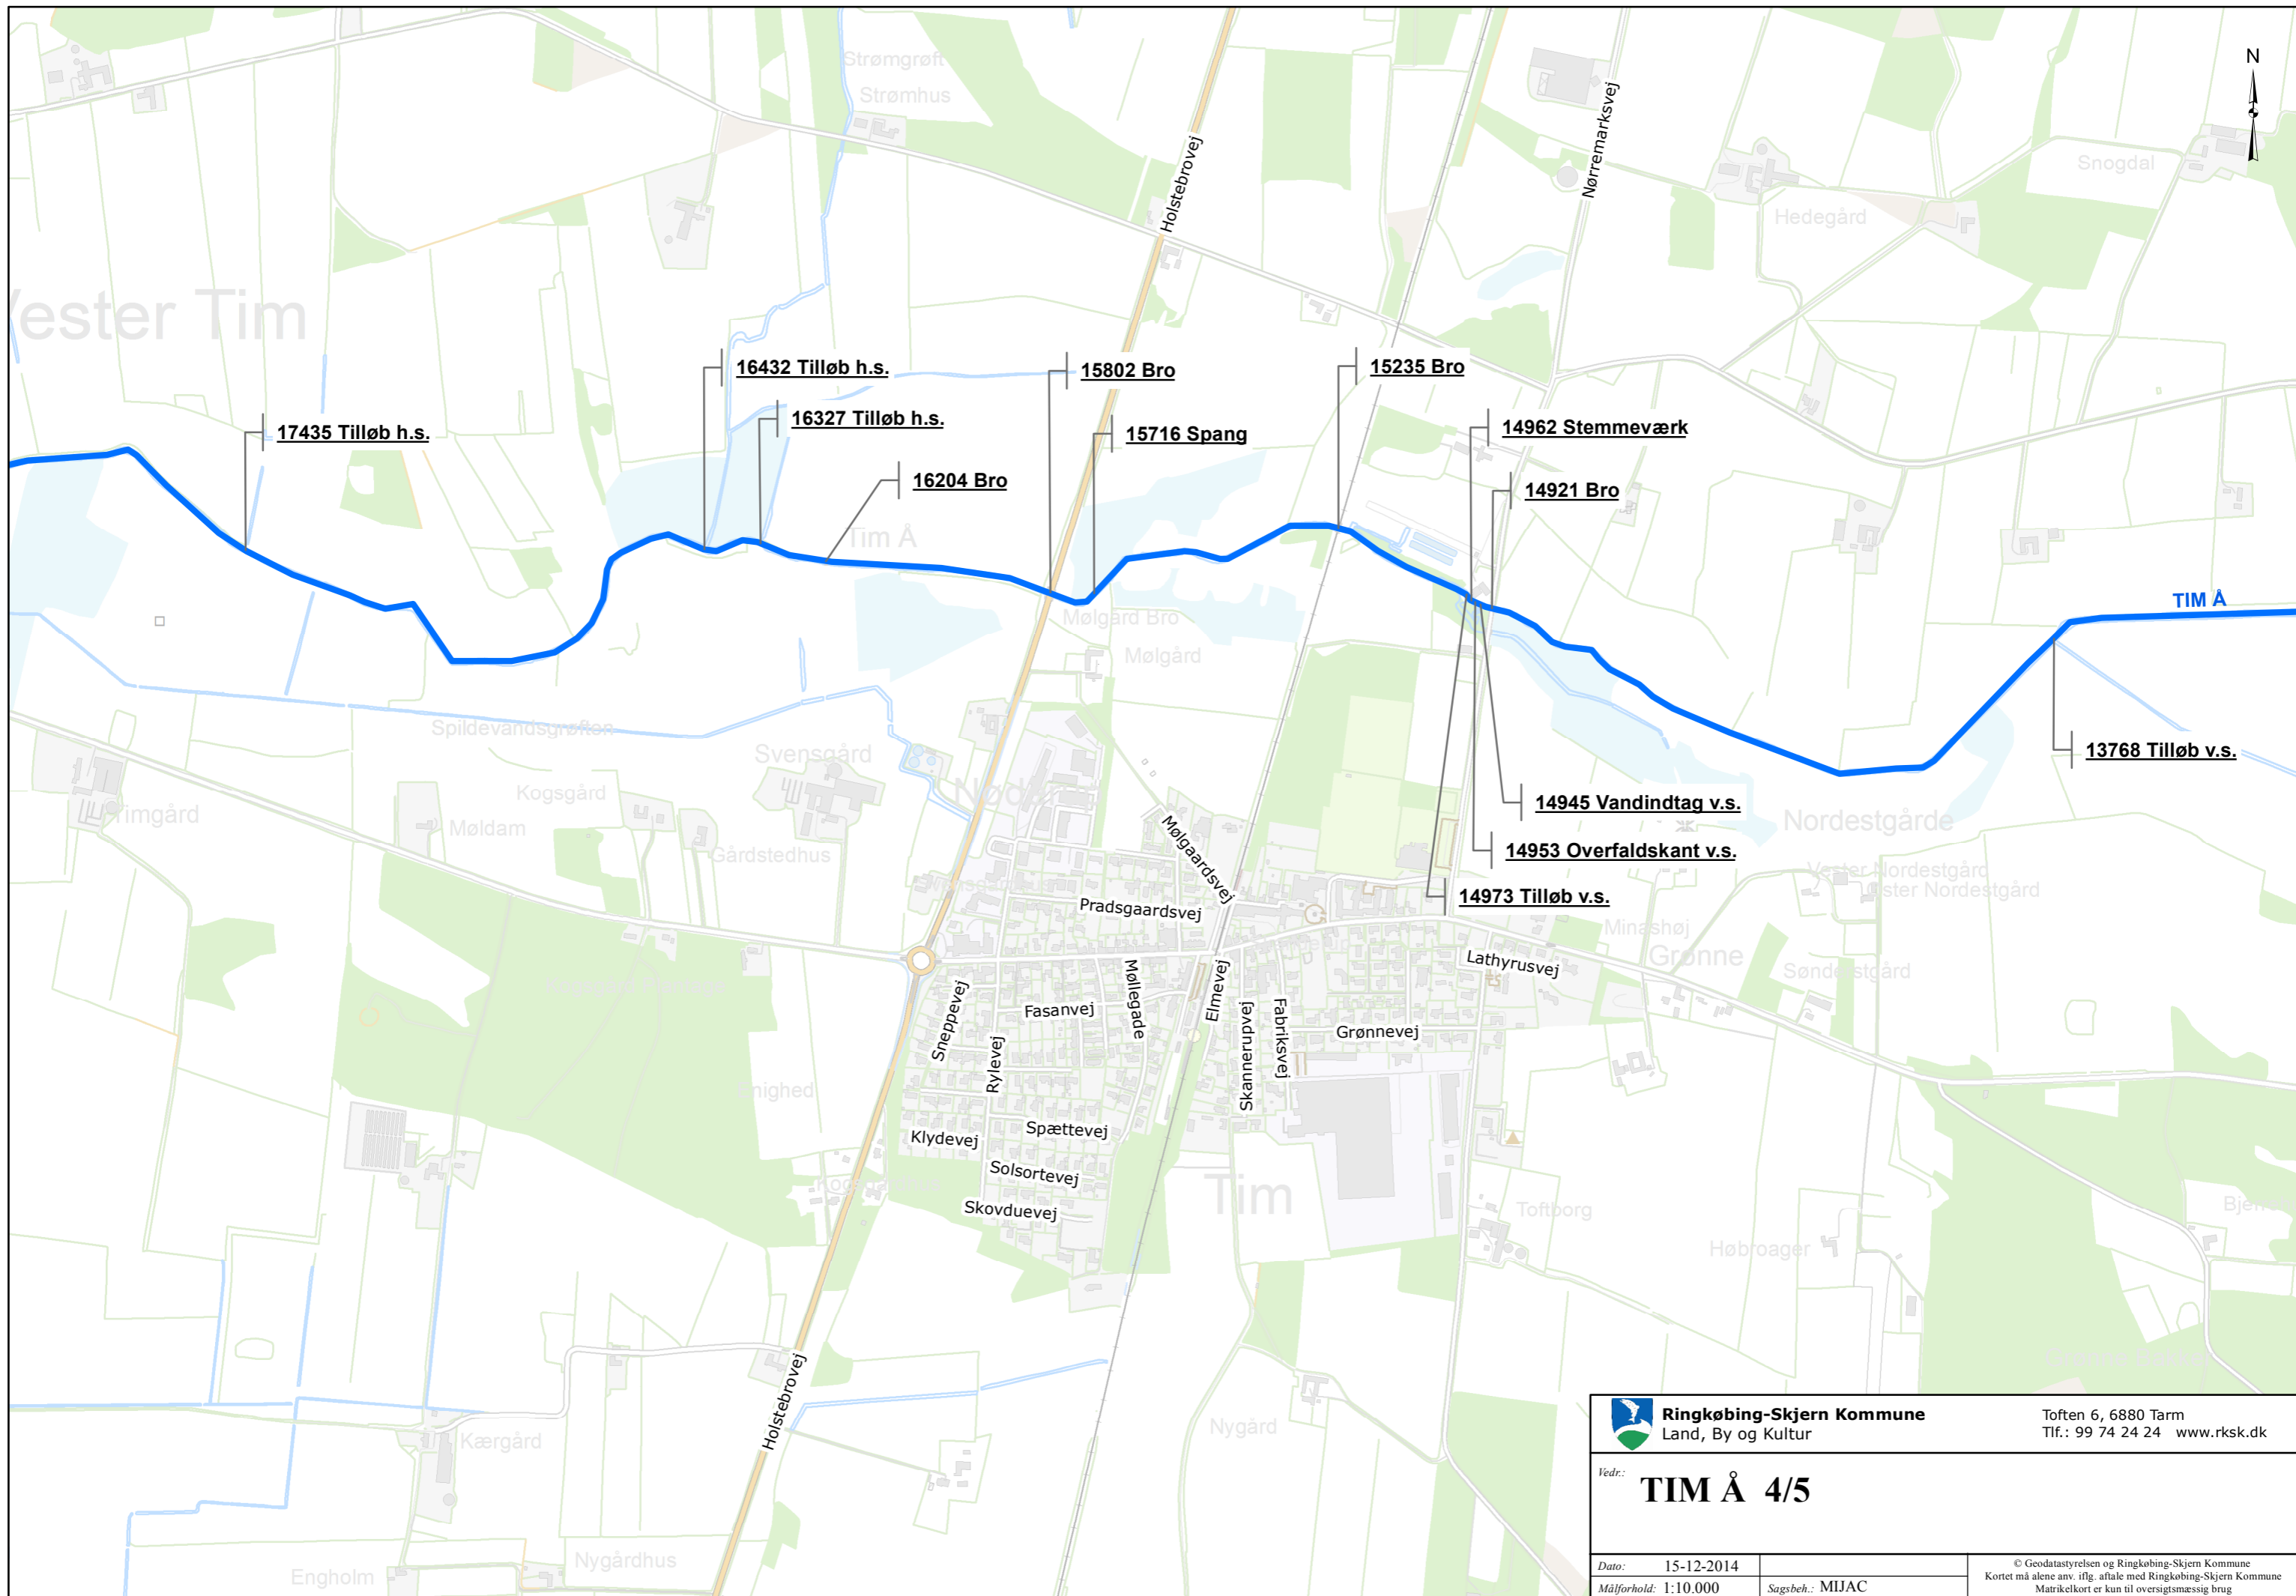 N
Strømgrøft
Strømhus
Holstebrovej
Nørremarksvej
Snogdal
Hedegård
Vester Tim
16432 Tilløb h.s.
15802 Bro
15235 Bro
17435 Tilløb h.s.
16327 Tilløb h.s.
15716 Spang
14962 Stemmeværk
16204 Bro
14921 Bro
Tim Å
TIM Å
Mølgård Bro
Mølgård
Spildevandsgrøften
Svensgård
13768 Tilløb v.s.
Kogsgård
14945 Vandindtag v.s.
Timgård
Møldam
Nordestgårde
Gårdstedhus
Mølgaardsvej
14953 Overfaldskant v.s.
Vester Nordestgård
Øster Nordestgård
14973 Tilløb v.s.
Pradsgaardsvej
Minashøj
Grønne
Lathyrusvej
Sønderstgård
Sneppevej
Fasanvej
Møllegade
Elmevej
Skannerupvej
Fabriksvej
Grønnevej
Rylevej
Enighed
Klydevej
Spættevej
Solsortevej
Skovduevej
Tim
Toftborg
Høbroager
Holstebrovej
Nygård
Kærgård
Nygårdhus
Engholm
Ringkøbing-Skjern Kommune
Land, By og Kultur
Toften 6, 6880 Tarm
Tlf.: 99 74 24 24 www.rksk.dk
Vedr.:
TIM Å 4/5
Dato: 15-12-2014
Målforhold: 1:10.000
Sagsbeh.: MIJAC
© Geodatastyrelsen og Ringkøbing-Skjern Kommune
Kortet må alene anv. iflg. aftale med Ringkøbing-Skjern Kommune
Matrikelkort er kun til oversigtsmæssig brug